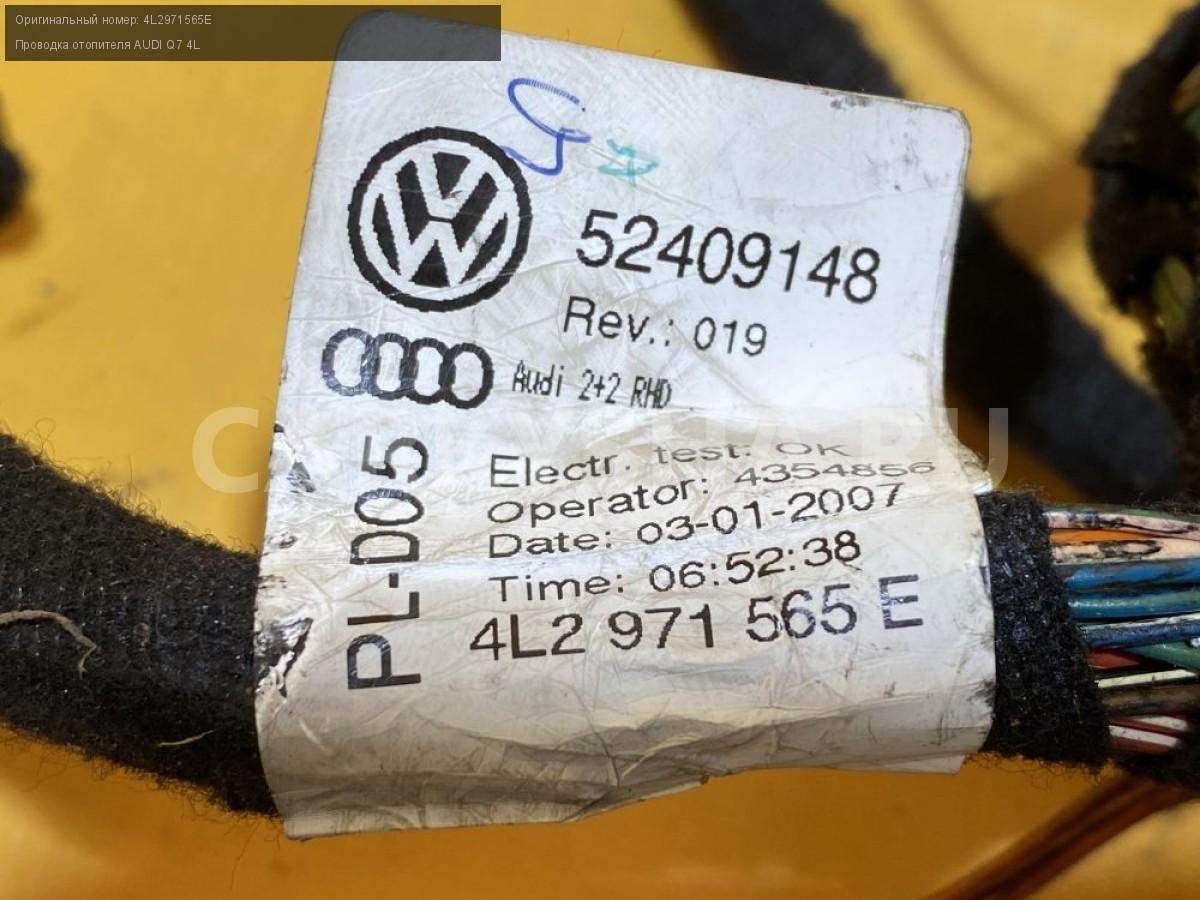 Оригинальный номер: 4L2971565E
Проводка отопителя AUDI Q7 4L
52409148
Rev.: 019
Audi 2+2 RHD
PL-D05
Electr. test: OK
Operator: 4354856
Date: 03-01-2007
Time: 06:52:38
4L2 971 565 E